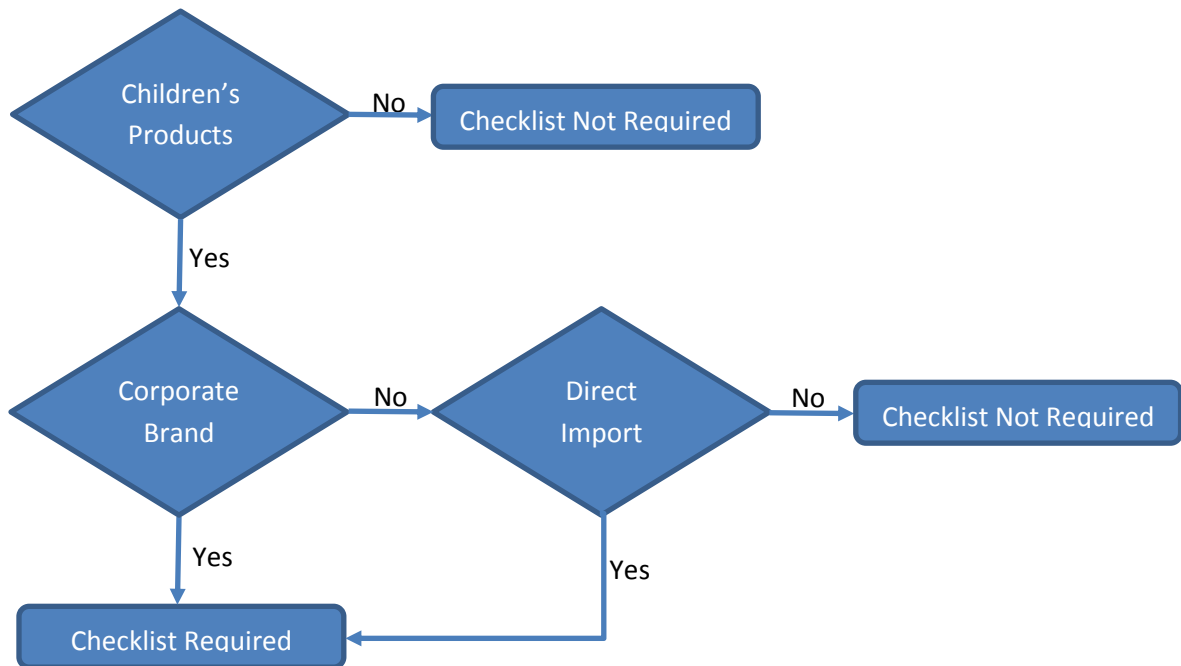 Children’s
Products
No
Checklist Not Required
Yes
Corporate
Brand
No
Direct
Import
No
Checklist Not Required
Yes
Yes
Checklist Required